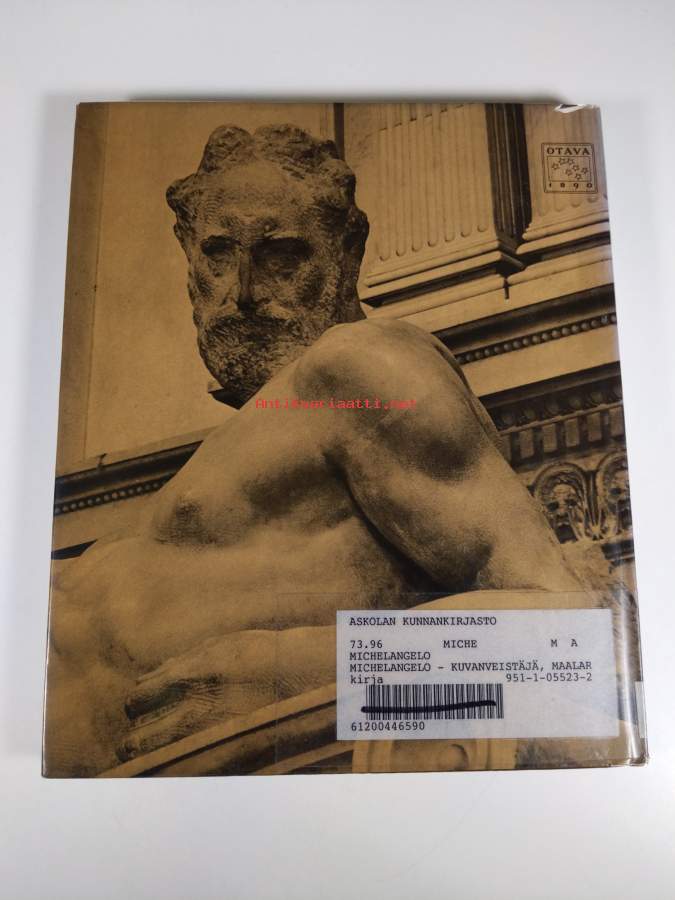 OTAVA
1890
Antikvariaatti.net
ASKOLAN KUNNANKIRJASTO
73.96 MICHE M A
MICHELANGELO
MICHELANGELO - KUVANVEISTÄJÄ, MAALAR
kirja 951-1-05523-2
61200446590